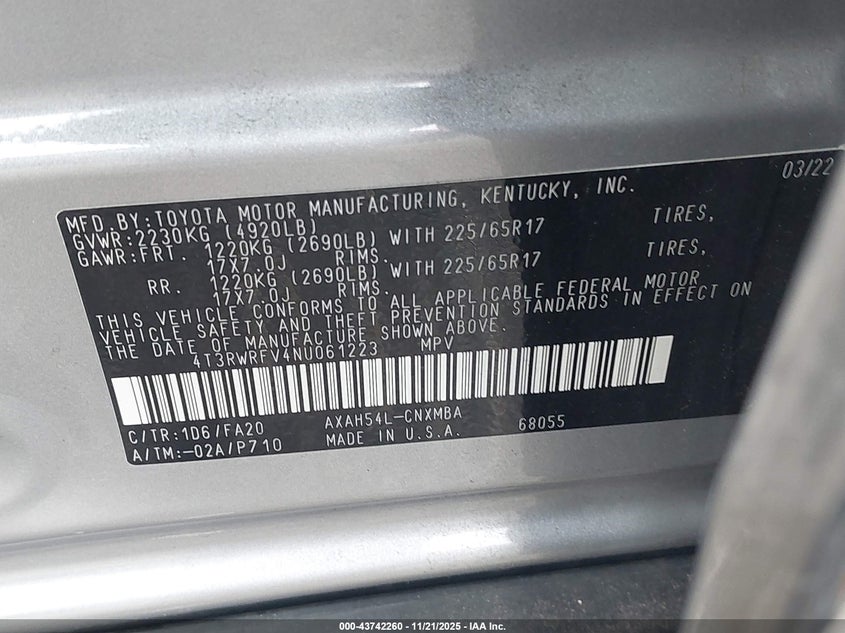 03/22
MFD.BY:TOYOTA MOTOR MANUFACTURING, KENTUCKY, INC.
GVWR:2230KG (4920LB)
GAWR:FRT. 1220KG (2690LB) WITH 225/65R17 TIRES,
17X7.0J RIMS.
RR. 1220KG (2690LB) WITH 225/65R17 TIRES,
17X7.0J RIMS.
THIS VEHICLE CONFORMS TO ALL APPLICABLE FEDERAL MOTOR
VEHICLE SAFETY AND THEFT PREVENTION STANDARDS IN EFFECT ON
THE DATE OF MANUFACTURE SHOWN ABOVE.
4T3RWRFV4NU061223 MPV
C/TR:1D6/FA20 AXAH54L-CNXMBA 68055
A/TM:-02A/P710 MADE IN U.S.A.
000-43742260 - 11/21/2025 - IAA Inc.